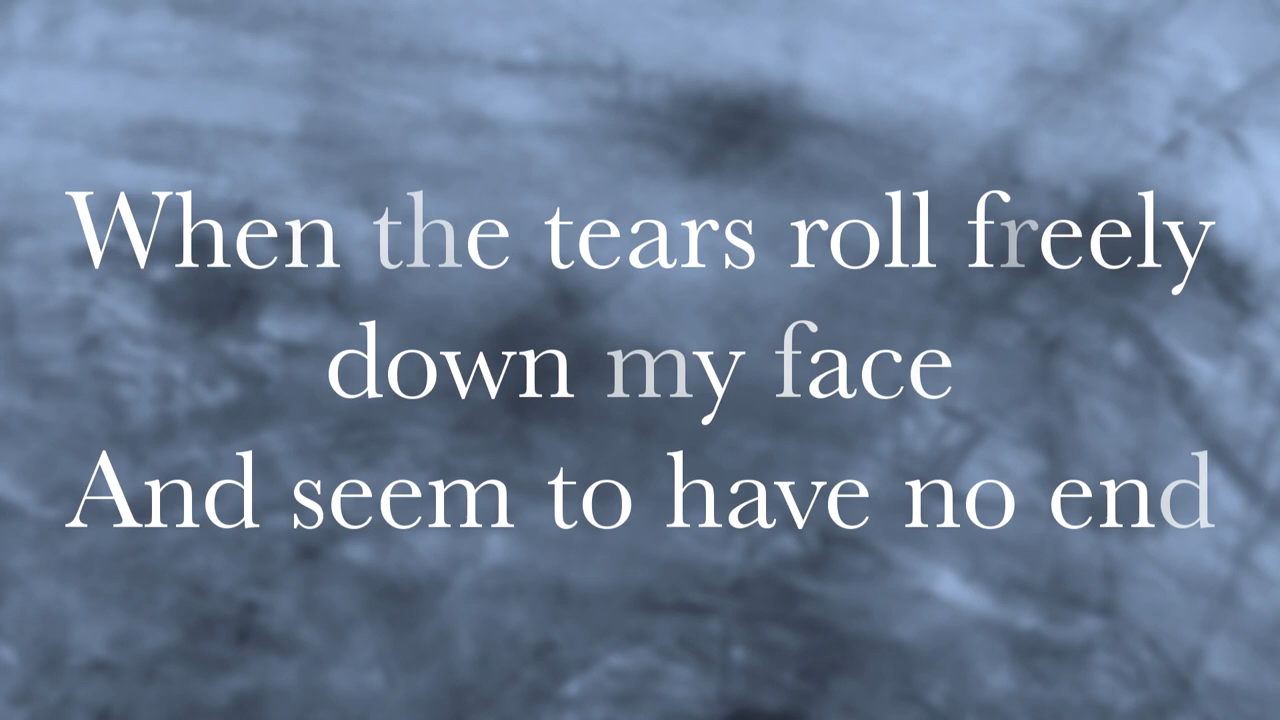 When the tears roll freely
down my face
And seem to have no end